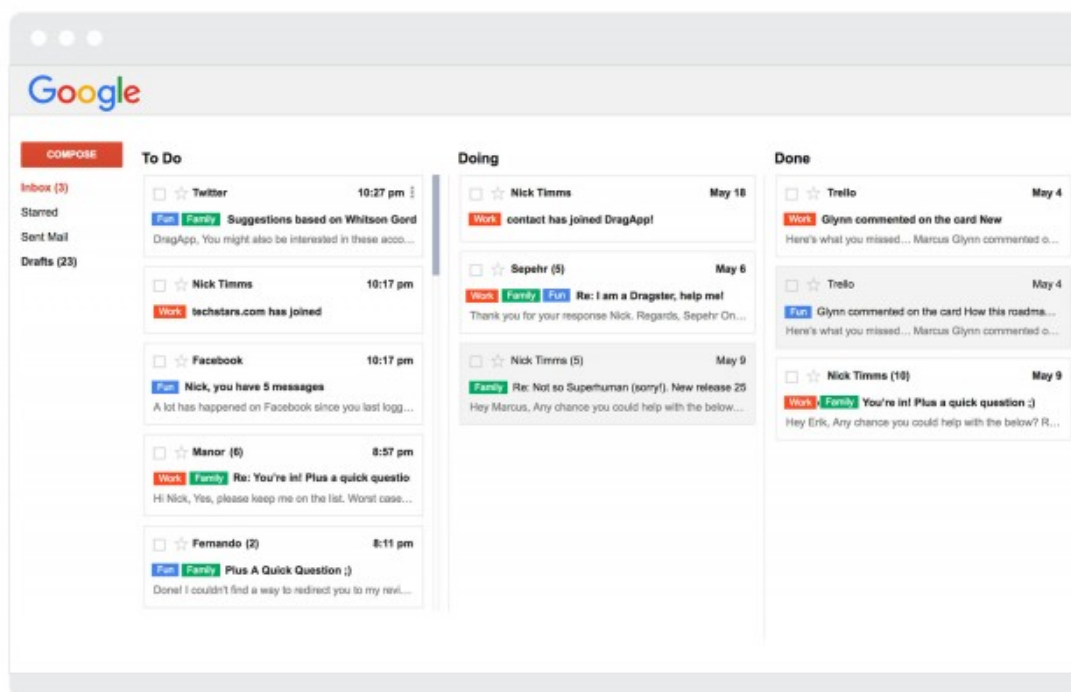 Google
COMPOSE
Inbox (3)
Starred
Sent Mail
Drafts (23)
To Do
Twitter 10:27 pm
Fun Family Suggestions based on Whitson Gord
DragApp, You might also be interested in these acco...
Nick Timms 10:17 pm
Work techstars.com has joined
Facebook 10:17 pm
Fun Nick, you have 5 messages
A lot has happened on Facebook since you last logg...
Manor (6) 8:57 pm
Work Family Re: You're in! Plus a quick questio
Hi Nick, Yes, please keep me on the list. Worst case...
Fernando (2) 8:11 pm
Fun Family Plus A Quick Question ;)
Done! I couldn't find a way to redirect you to my revi...
Doing
Nick Timms May 18
Work contact has joined DragApp!
Sepehr (5) May 6
Work Family Fun Re: I am a Dragster, help me!
Thank you for your response Nick. Regards, Sepehr On...
Nick Timms (5) May 9
Family Re: Not so Superhuman (sorry!). New release 25
Hey Marcus, Any chance you could help with the below...
Done
Trello May 4
Work Glynn commented on the card New
Here's what you missed... Marcus Glynn commented o...
Trello May 4
Fun Glynn commented on the card How this roadma...
Here's what you missed... Marcus Glynn commented o...
Nick Timms (10) May 9
Work Family You're in! Plus a quick question ;)
Hey Erik, Any chance you could help with the below? R...